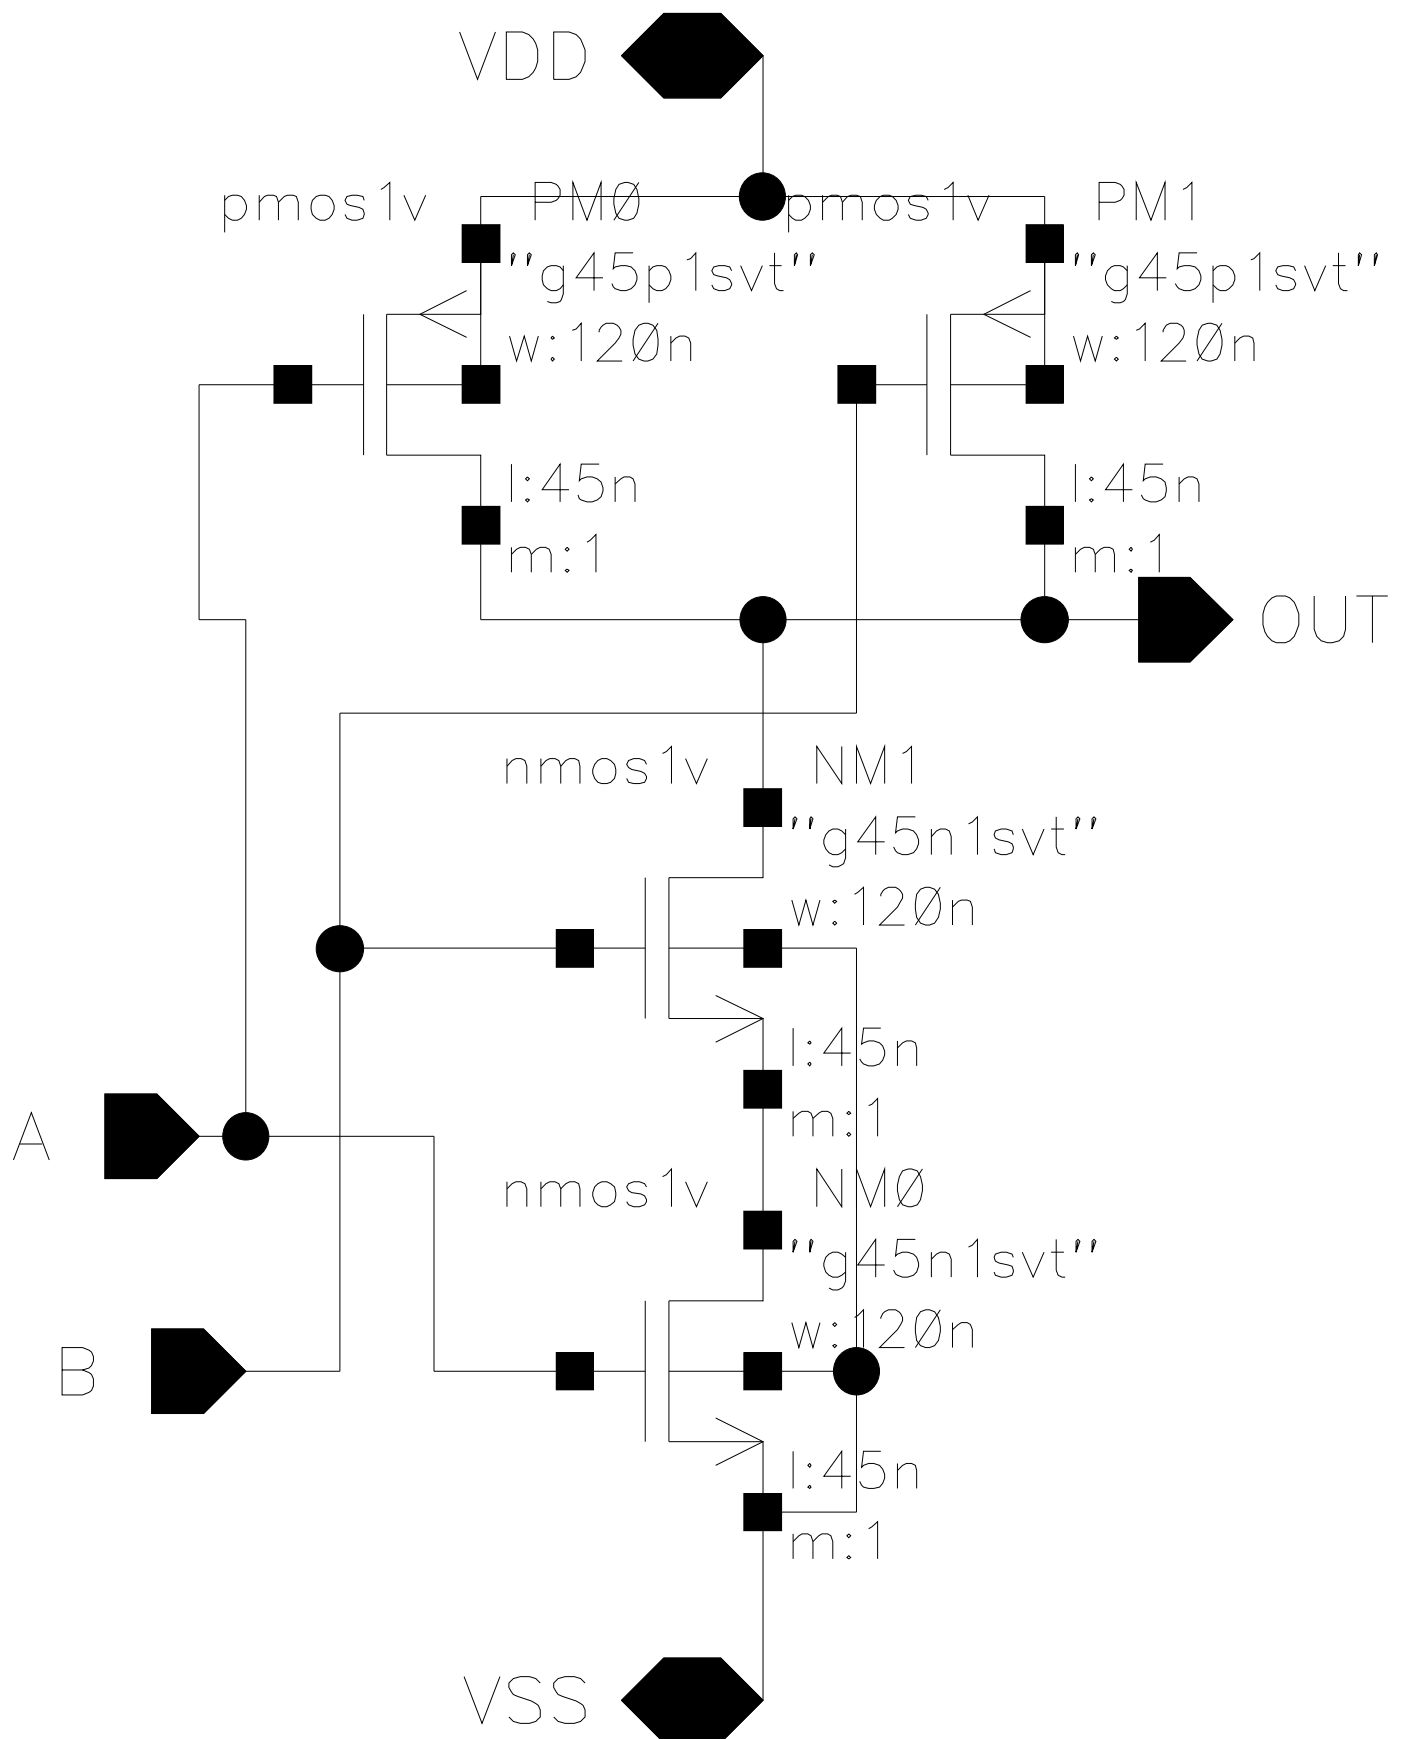 VDD
pmos1v PM0
"g45p1svt"
w:120n
l:45n
m:1
pmos1v PM1
"g45p1svt"
w:120n
l:45n
m:1
OUT
nmos1v NM1
"g45n1svt"
w:120n
l:45n
m:1
A
nmos1v NM0
"g45n1svt"
w:120n
l:45n
m:1
B
VSS